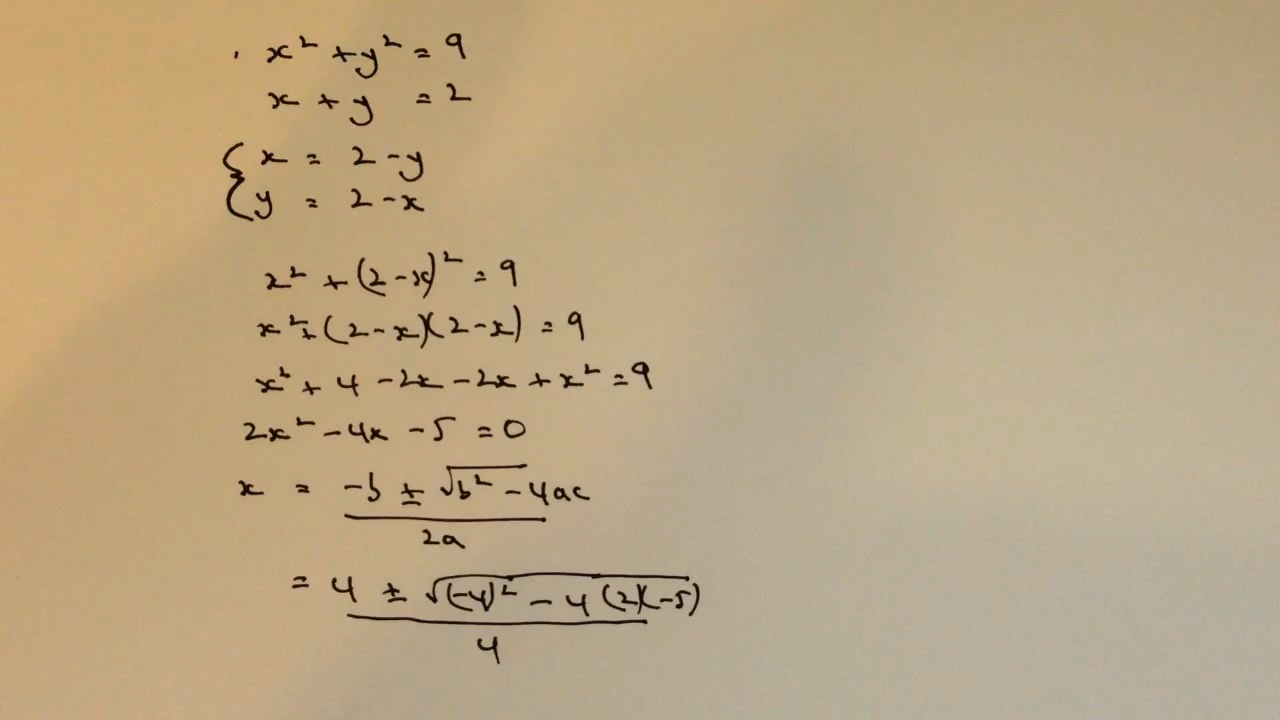 x² + y² = 9
x + y = 2
{ x = 2 - y
y = 2 - x
x² + (2 - x)² = 9
x² + (2 - x)(2 - x) = 9
x² + 4 - 2x - 2x + x² = 9
2x² - 4x - 5 = 0
x = -b ± √b² - 4ac
2a
= 4 ± √(-4)² - 4(2)(-5)
4